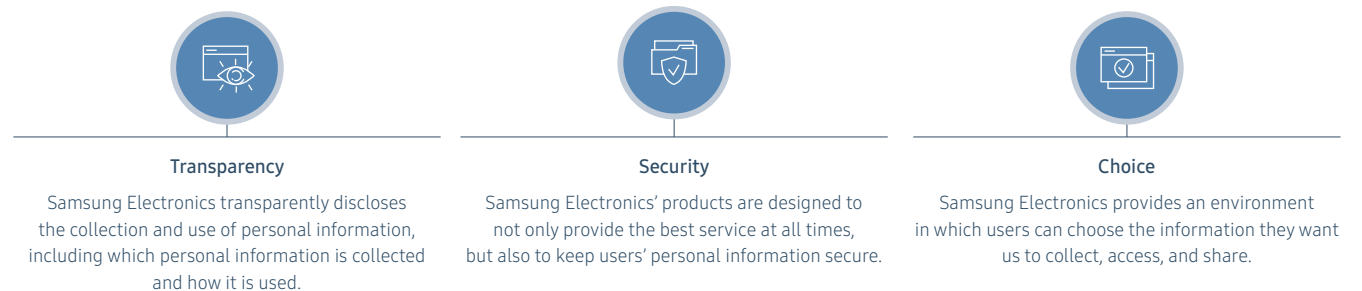 Transparency
Samsung Electronics transparently discloses
the collection and use of personal information,
including which personal information is collected
and how it is used.
Security
Samsung Electronics’ products are designed to
not only provide the best service at all times,
but also to keep users’ personal information secure.
Choice
Samsung Electronics provides an environment
in which users can choose the information they want
us to collect, access, and share.